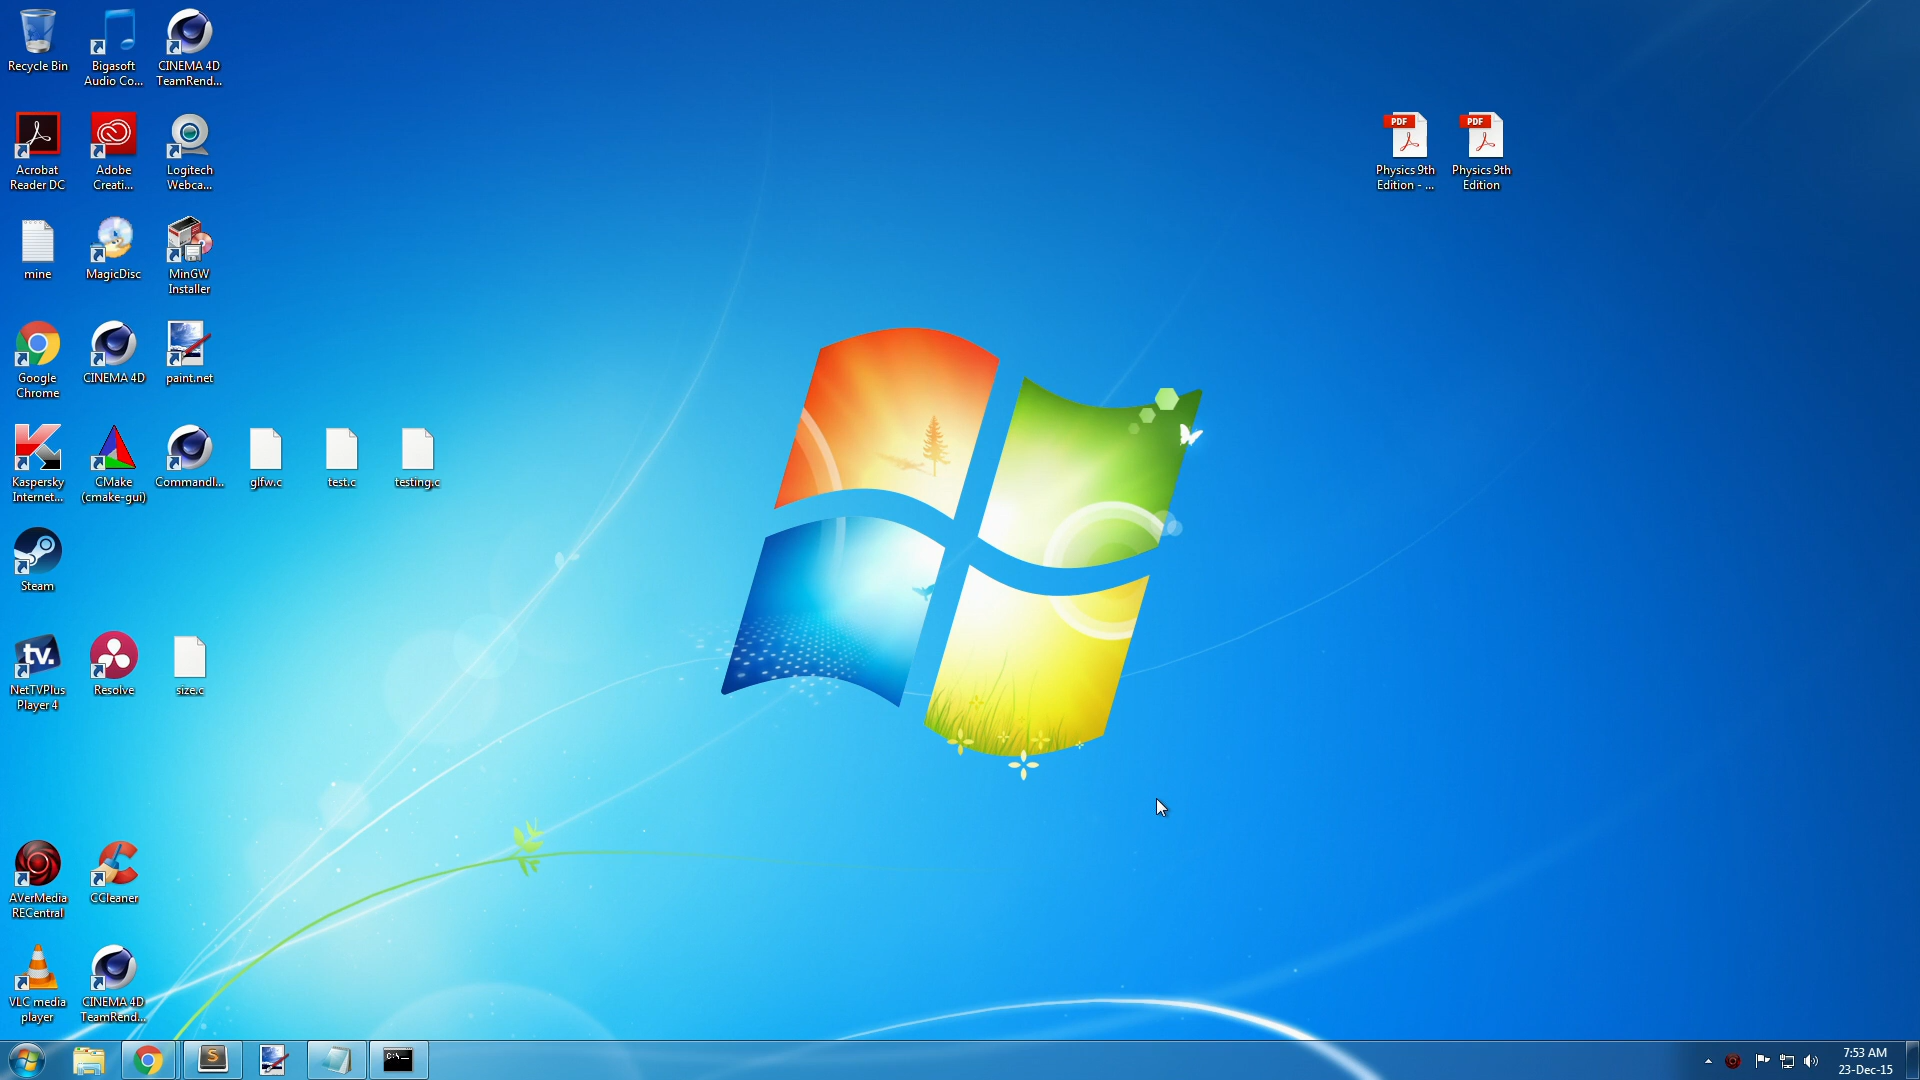 Recycle Bin
Bigasoft
Audio Co...
CINEMA 4D
TeamRend...
Acrobat
Reader DC
Adobe
Creati...
Logitech
Webca...
PDF
Physics 9th
Edition - ...
PDF
Physics 9th
Edition
mine
MagicDisc
MinGW
Installer
Google
Chrome
CINEMA 4D
paint.net
Kaspersky
Internet...
CMake
(cmake-gui)
Commandl...
glfw.c
test.c
testing.c
Steam
tv.
NetTVPlus
Player 4
Resolve
size.c
AVerMedia
RECentral
CCleaner
VLC media
player
CINEMA 4D
TeamRend...
S
C:\
7:53 AM
23-Dec-15